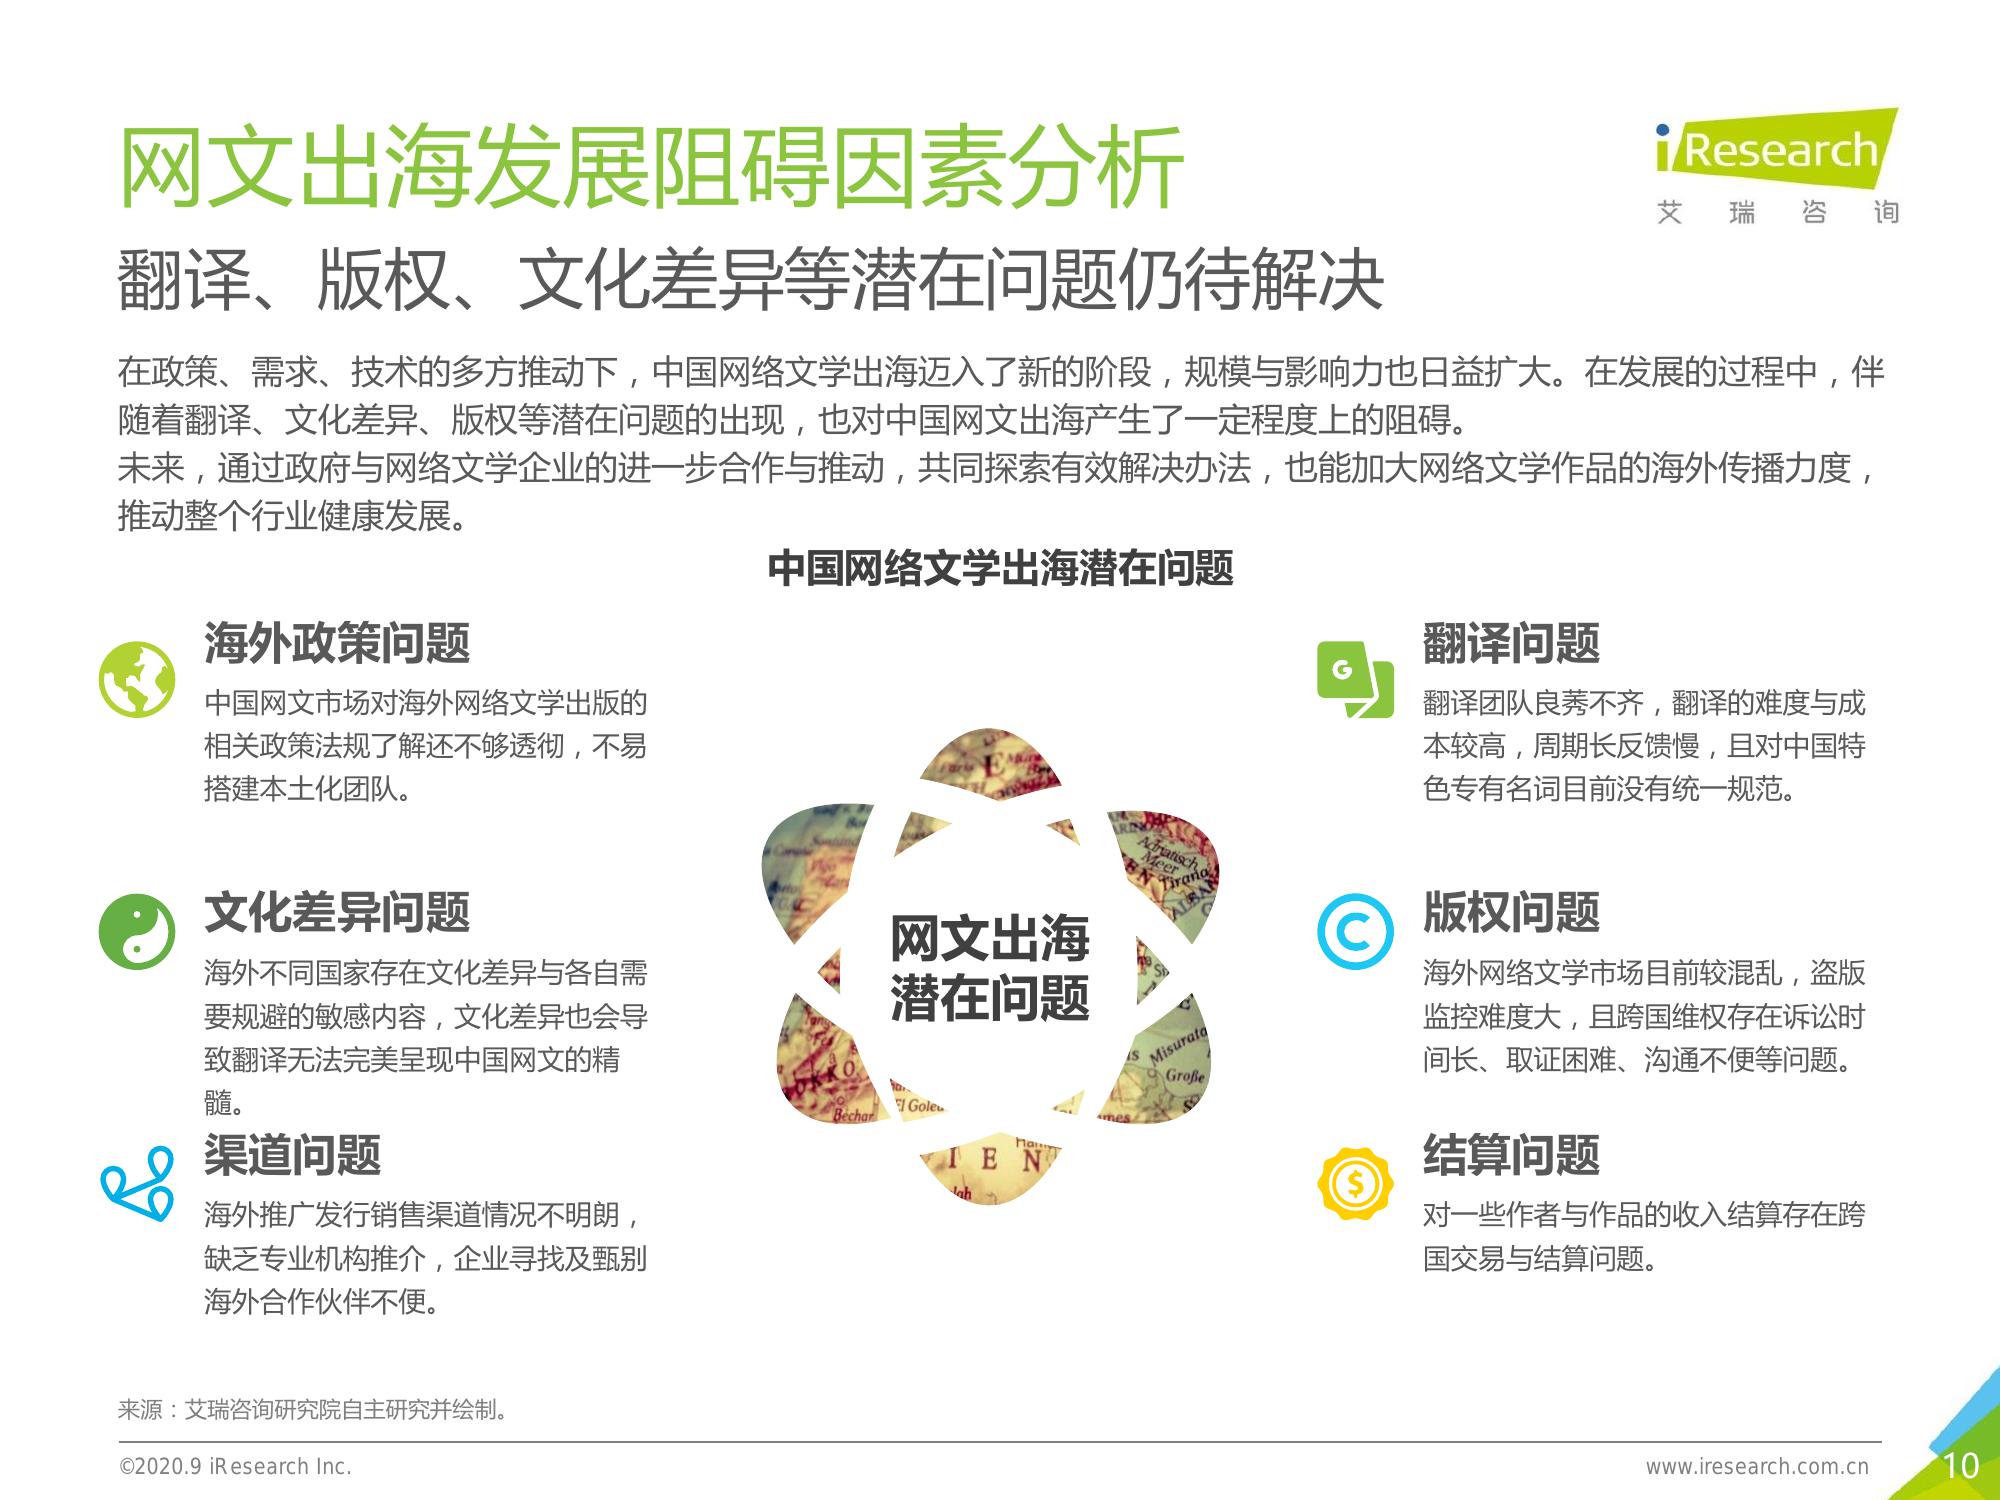 网文出海发展阻碍因素分析
iResearch
艾瑞咨询
翻译、版权、文化差异等潜在问题仍待解决
在政策、需求、技术的多方推动下，中国网络文学出海迈入了新的阶段，规模与影响力也日益扩大。在发展的过程中，伴
随着翻译、文化差异、版权等潜在问题的出现，也对中国网文出海产生了一定程度上的阻碍。
未来，通过政府与网络文学企业的进一步合作与推动，共同探索有效解决办法，也能加大网络文学作品的海外传播力度，
推动整个行业健康发展。
中国网络文学出海潜在问题
海外政策问题
中国网文市场对海外网络文学出版的
相关政策法规了解还不够透彻，不易
搭建本土化团队。
文化差异问题
海外不同国家存在文化差异与各自需
要规避的敏感内容，文化差异也会导
致翻译无法完美呈现中国网文的精
髓。
渠道问题
海外推广发行销售渠道情况不明朗，
缺乏专业机构推介，企业寻找及甄别
海外合作伙伴不便。
网文出海
潜在问题
E
Adriatisch
Meer
Tirana
Misurata
Große
Bechar
El Golea
I E N
G
翻译问题
翻译团队良莠不齐，翻译的难度与成
本较高，周期长反馈慢，且对中国特
色专有名词目前没有统一规范。
C
版权问题
海外网络文学市场目前较混乱，盗版
监控难度大，且跨国维权存在诉讼时
间长、取证困难、沟通不便等问题。
$
结算问题
对一些作者与作品的收入结算存在跨
国交易与结算问题。
来源：艾瑞咨询研究院自主研究并绘制。
©2020.9 iResearch Inc.
www.iresearch.com.cn
10